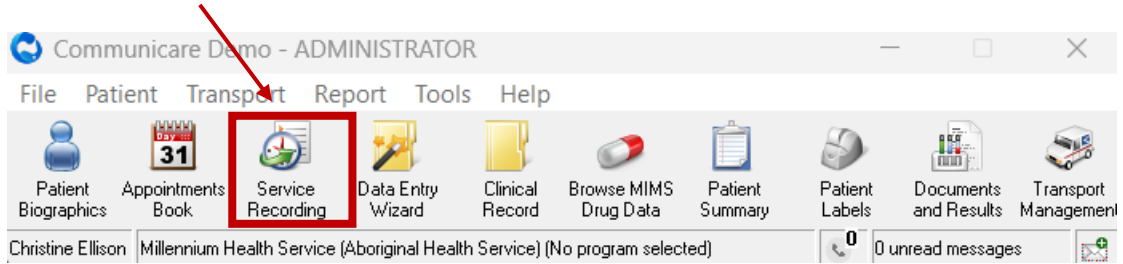 Communicare Demo - ADMINISTRATOR
File Patient Transport Report Tools Help
Day
31
Patient Biographics
Appointments Book
Service Recording
Data Entry Wizard
Clinical Record
Browse MIMS Drug Data
Patient Summary
Patient Labels
Documents and Results
Transport Management
Christine Ellison
Millennium Health Service (Aboriginal Health Service) (No program selected)
0
0 unread messages